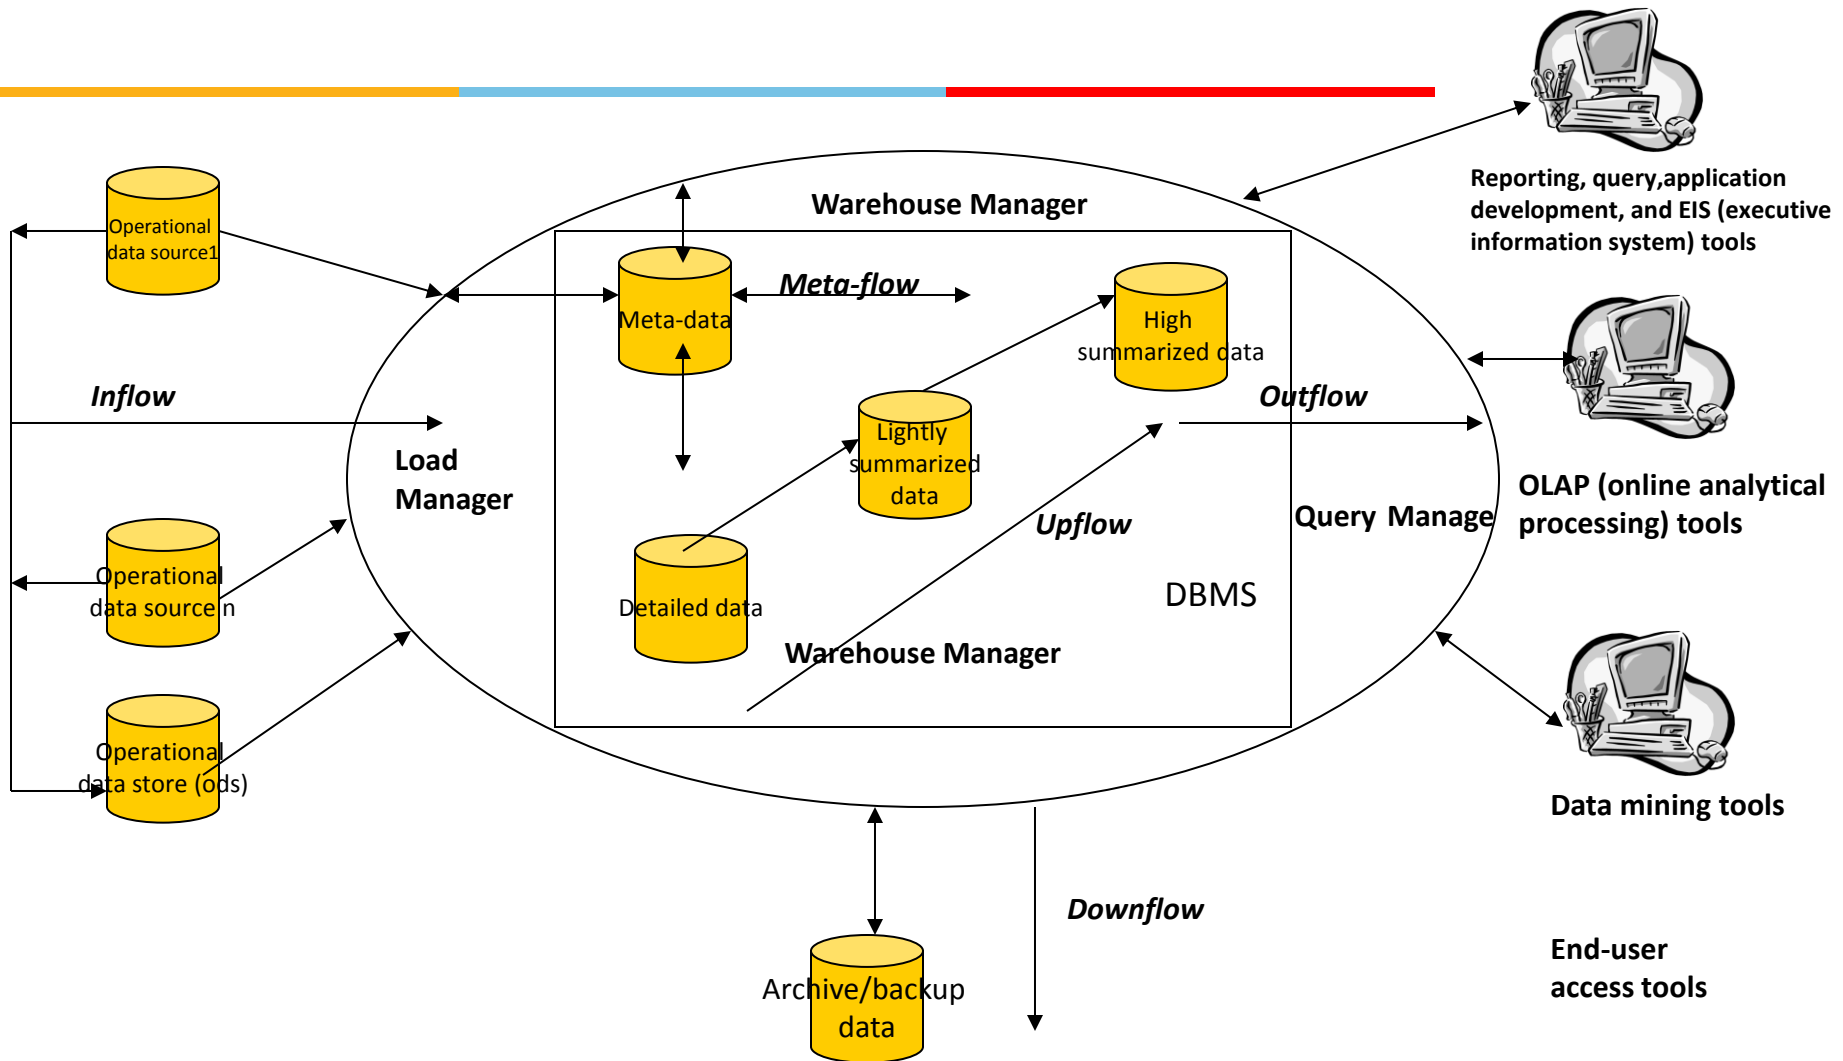 Operational
data source1
Warehouse Manager
Reporting, query,application
development, and EIS (executive
information system) tools
Meta-data
Meta-flow
High
summarized data
Inflow
Outflow
Load
Manager
Lightly
summarized
data
OLAP (online analytical
processing) tools
Upflow
Query Manage
Operational
data source n
Detailed data
DBMS
Warehouse Manager
Operational
data store (ods)
Data mining tools
Downflow
Archive/backup
data
End-user
access tools